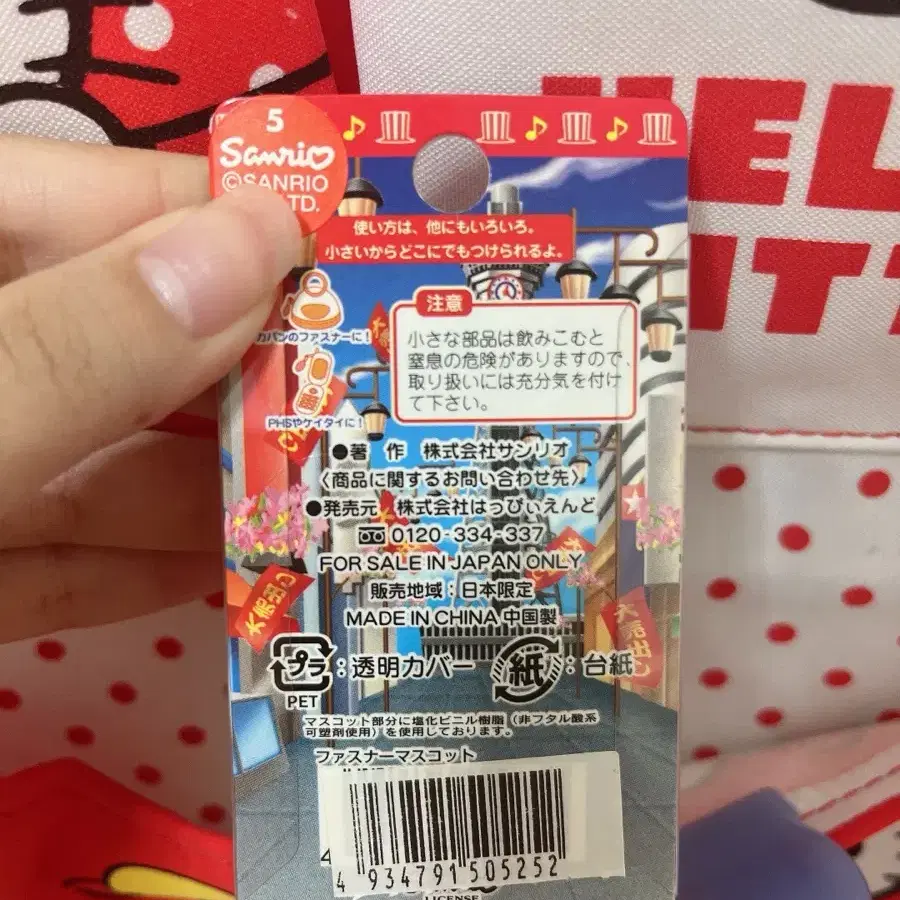 HEL
ITT
5
Sanrio
©SANRIO
LTD.
使い方は、他にもいろいろ。
小さいからどこにでもつけられるよ。
注意
カバンのファスナーに!
小さな部品は飲みこむと
窒息の危険がありますので、
取り扱いには充分気を付け
て下さい。
PHSやケイタイに!
●著 作 株式会社サンリオ
〈商品に関するお問い合わせ先〉
●発売元 株式会社はっぴぃえんど
0120-334-337
FOR SALE IN JAPAN ONLY
販売地域:日本限定
MADE IN CHINA 中国製
大売出し
大売出し
プラ:透明カバー 紙:台紙
PET
マスコット部分に塩化ビニル樹脂(非フタル酸系
可塑剤使用)を使用しております。
ファスナーマスコット
4 934791 505252
LICENSE